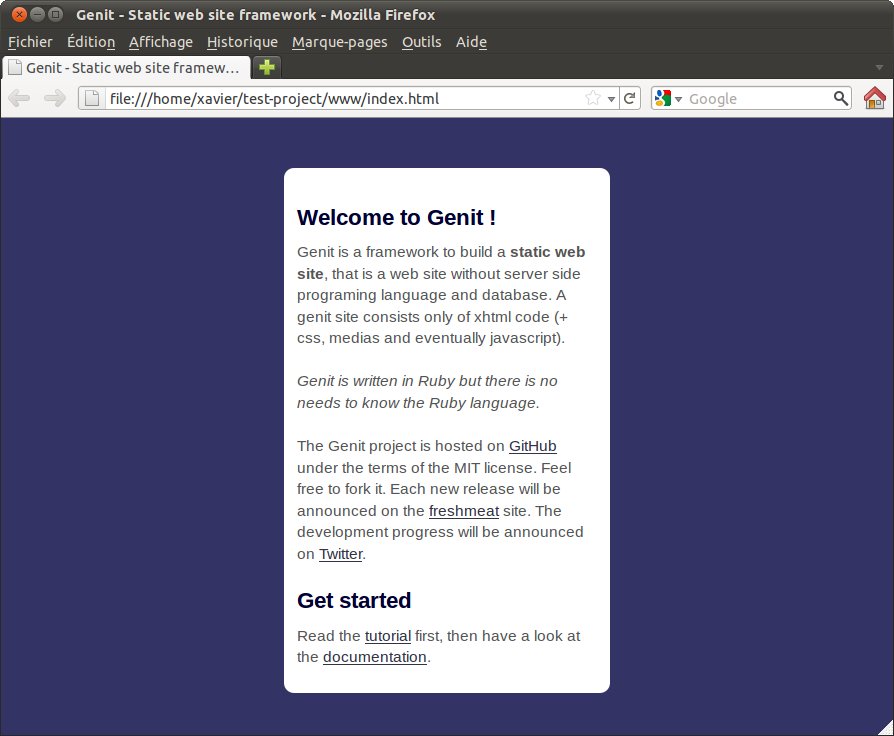 Genit - Static web site framework - Mozilla Firefox
Fichier Édition Affichage Historique Marque-pages Outils Aide
Genit - Static web site framew...
file:///home/xavier/test-project/www/index.html
Google
Welcome to Genit !
Genit is a framework to build a static web
site, that is a web site without server side
programing language and database. A
genit site consists only of xhtml code (+
css, medias and eventually javascript).
Genit is written in Ruby but there is no
needs to know the Ruby language.
The Genit project is hosted on GitHub
under the terms of the MIT license. Feel
free to fork it. Each new release will be
announced on the freshmeat site. The
development progress will be announced
on Twitter.
Get started
Read the tutorial first, then have a look at
the documentation.